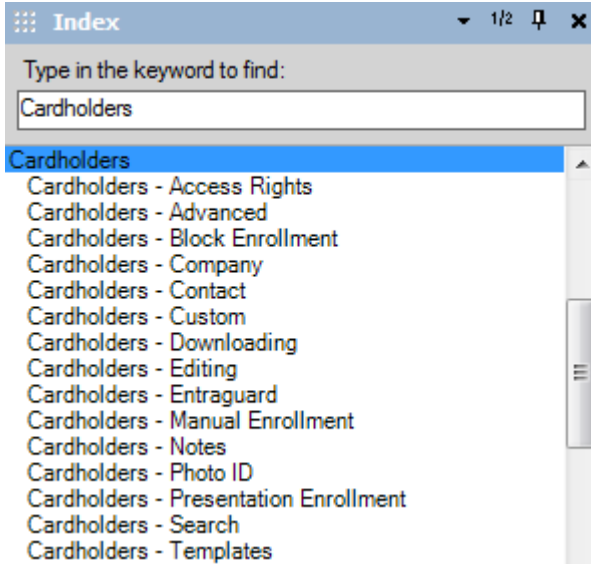 Index 1/2
Type in the keyword to find:
Cardholders
Cardholders
Cardholders - Access Rights
Cardholders - Advanced
Cardholders - Block Enrollment
Cardholders - Company
Cardholders - Contact
Cardholders - Custom
Cardholders - Downloading
Cardholders - Editing
Cardholders - Entraguard
Cardholders - Manual Enrollment
Cardholders - Notes
Cardholders - Photo ID
Cardholders - Presentation Enrollment
Cardholders - Search
Cardholders - Templates